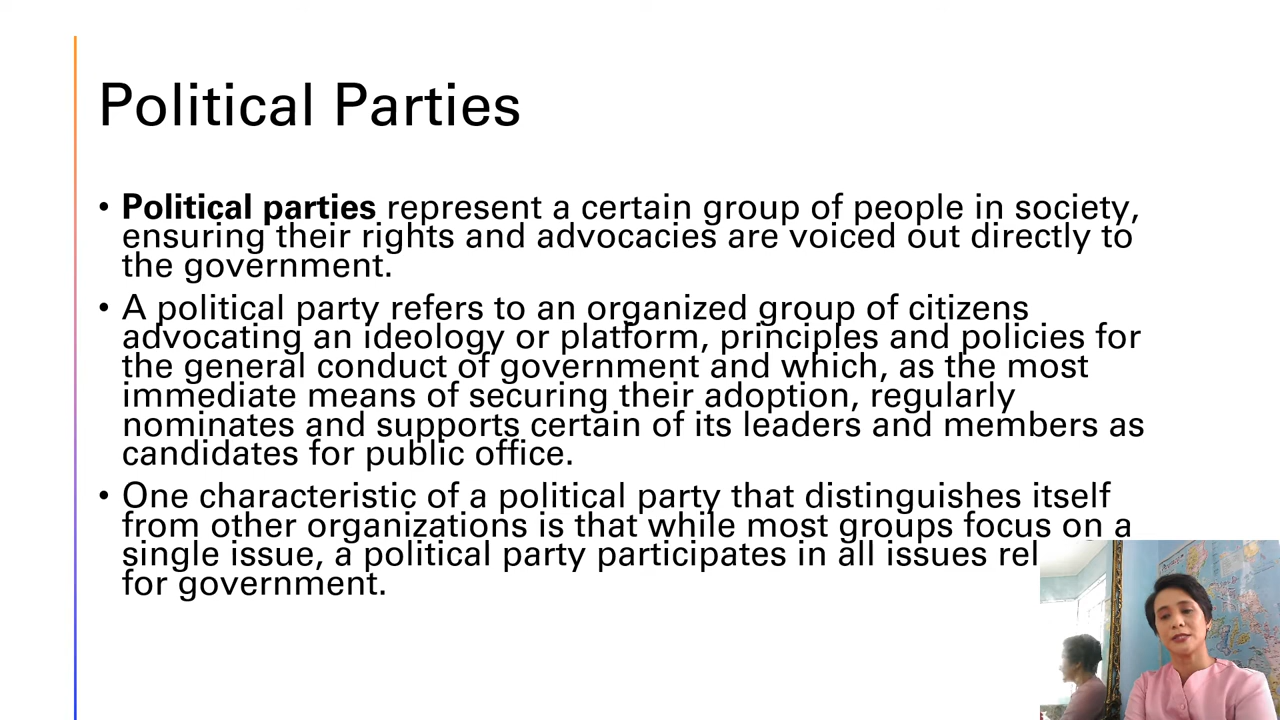 Political Parties
• Political parties represent a certain group of people in society,
ensuring their rights and advocacies are voiced out directly to
the government.
• A political party refers to an organized group of citizens
advocating an ideology or platform, principles and policies for
the general conduct of government and which, as the most
immediate means of securing their adoption, regularly
nominates and supports certain of its leaders and members as
candidates for public office.
• One characteristic of a political party that distinguishes itself
from other organizations is that while most groups focus on a
single issue, a political party participates in all issues rel
for government.